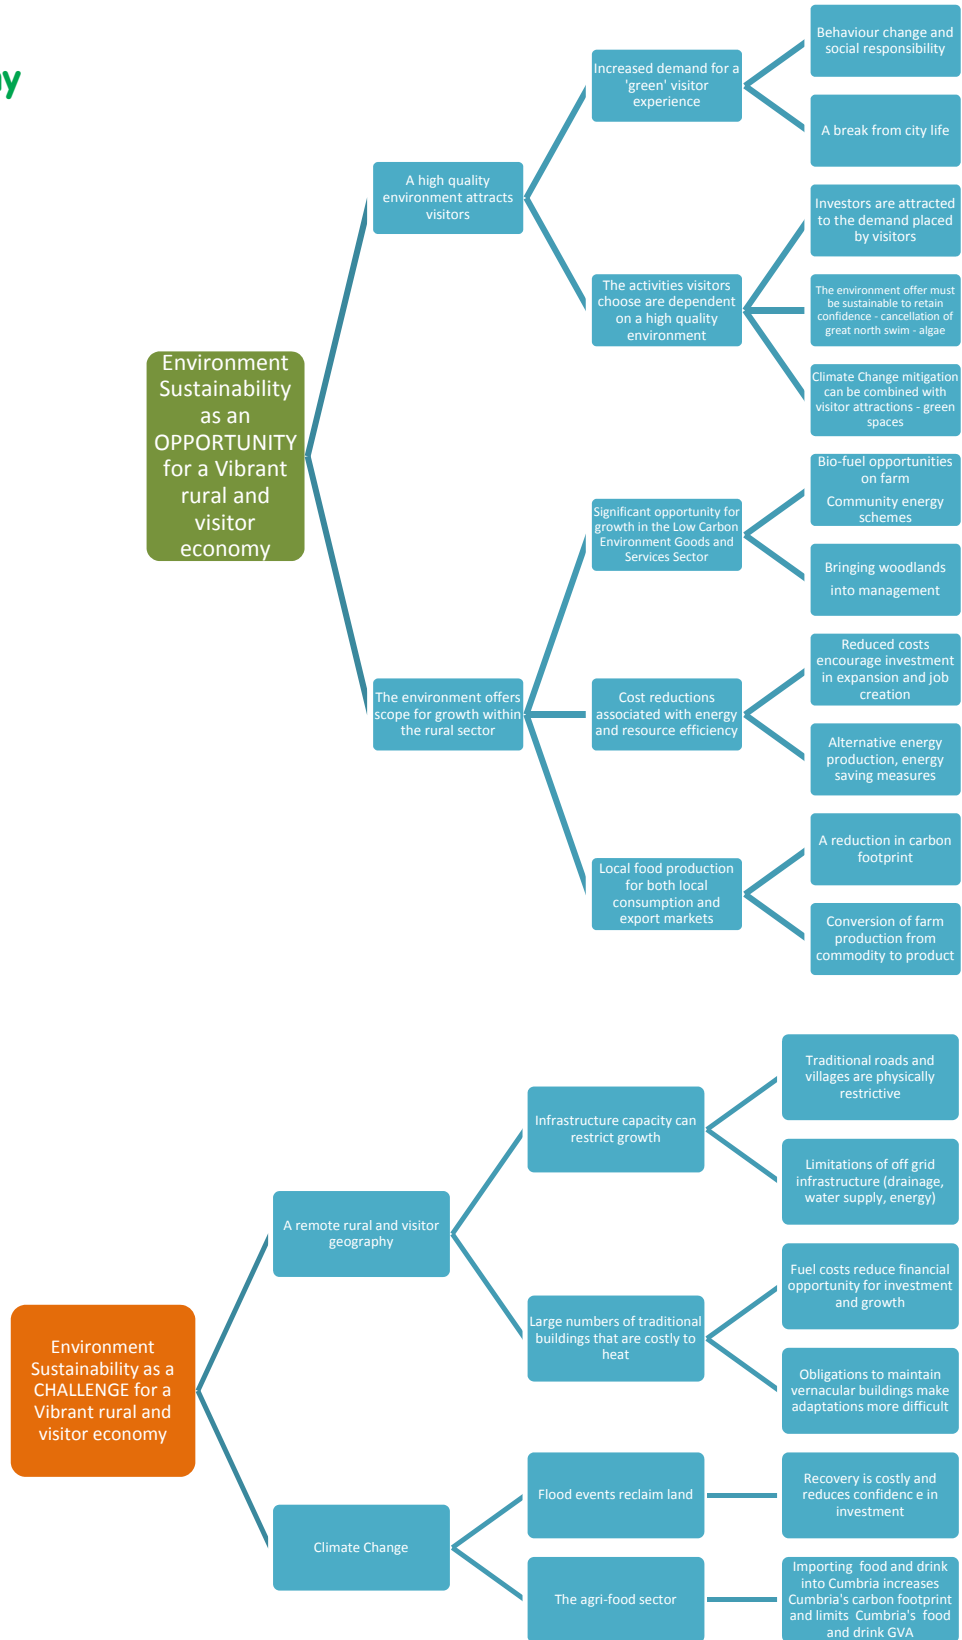 Environment
Sustainability
as an
OPPORTUNITY
for a Vibrant
rural and
visitor
economy
A high quality
environment attracts
visitors
Increased demand for a
'green' visitor
experience
Behaviour change and
social responsibility
A break from city life
The activities visitors
choose are dependent
on a high quality
environment
Investors are attracted
to the demand placed
by visitors
The environment offer must
be sustainable to retain
confidence - cancellation of
great north swim - algae
Climate Change mitigation
can be combined with
visitor attractions - green
spaces
The environment offers
scope for growth within
the rural sector
Significant opportunity for
growth in the Low Carbon
Environment Goods and
Services Sector
Bio-fuel opportunities
on farm
Community energy
schemes
Bringing woodlands
into management
Cost reductions
associated with energy
and resource efficiency
Reduced costs
encourage investment
in expansion and job
creation
Alternative energy
production, energy
saving measures
Local food production
for both local
consumption and
export markets
A reduction in carbon
footprint
Conversion of farm
production from
commodity to product
Environment
Sustainability as a
CHALLENGE for a
Vibrant rural and
visitor economy
A remote rural and visitor
geography
Infrastructure capacity can
restrict growth
Traditional roads and
villages are physically
restrictive
Limitations of off grid
infrastructure (drainage,
water supply, energy)
Large numbers of traditional
buildings that are costly to
heat
Fuel costs reduce financial
opportunity for investment
and growth
Obligations to maintain
vernacular buildings make
adaptations more difficult
Climate Change
Flood events reclaim land
Recovery is costly and
reduces confidenc e in
investment
The agri-food sector
Importing food and drink
into Cumbria increases
Cumbria's carbon footprint
and limits Cumbria's food
and drink GVA